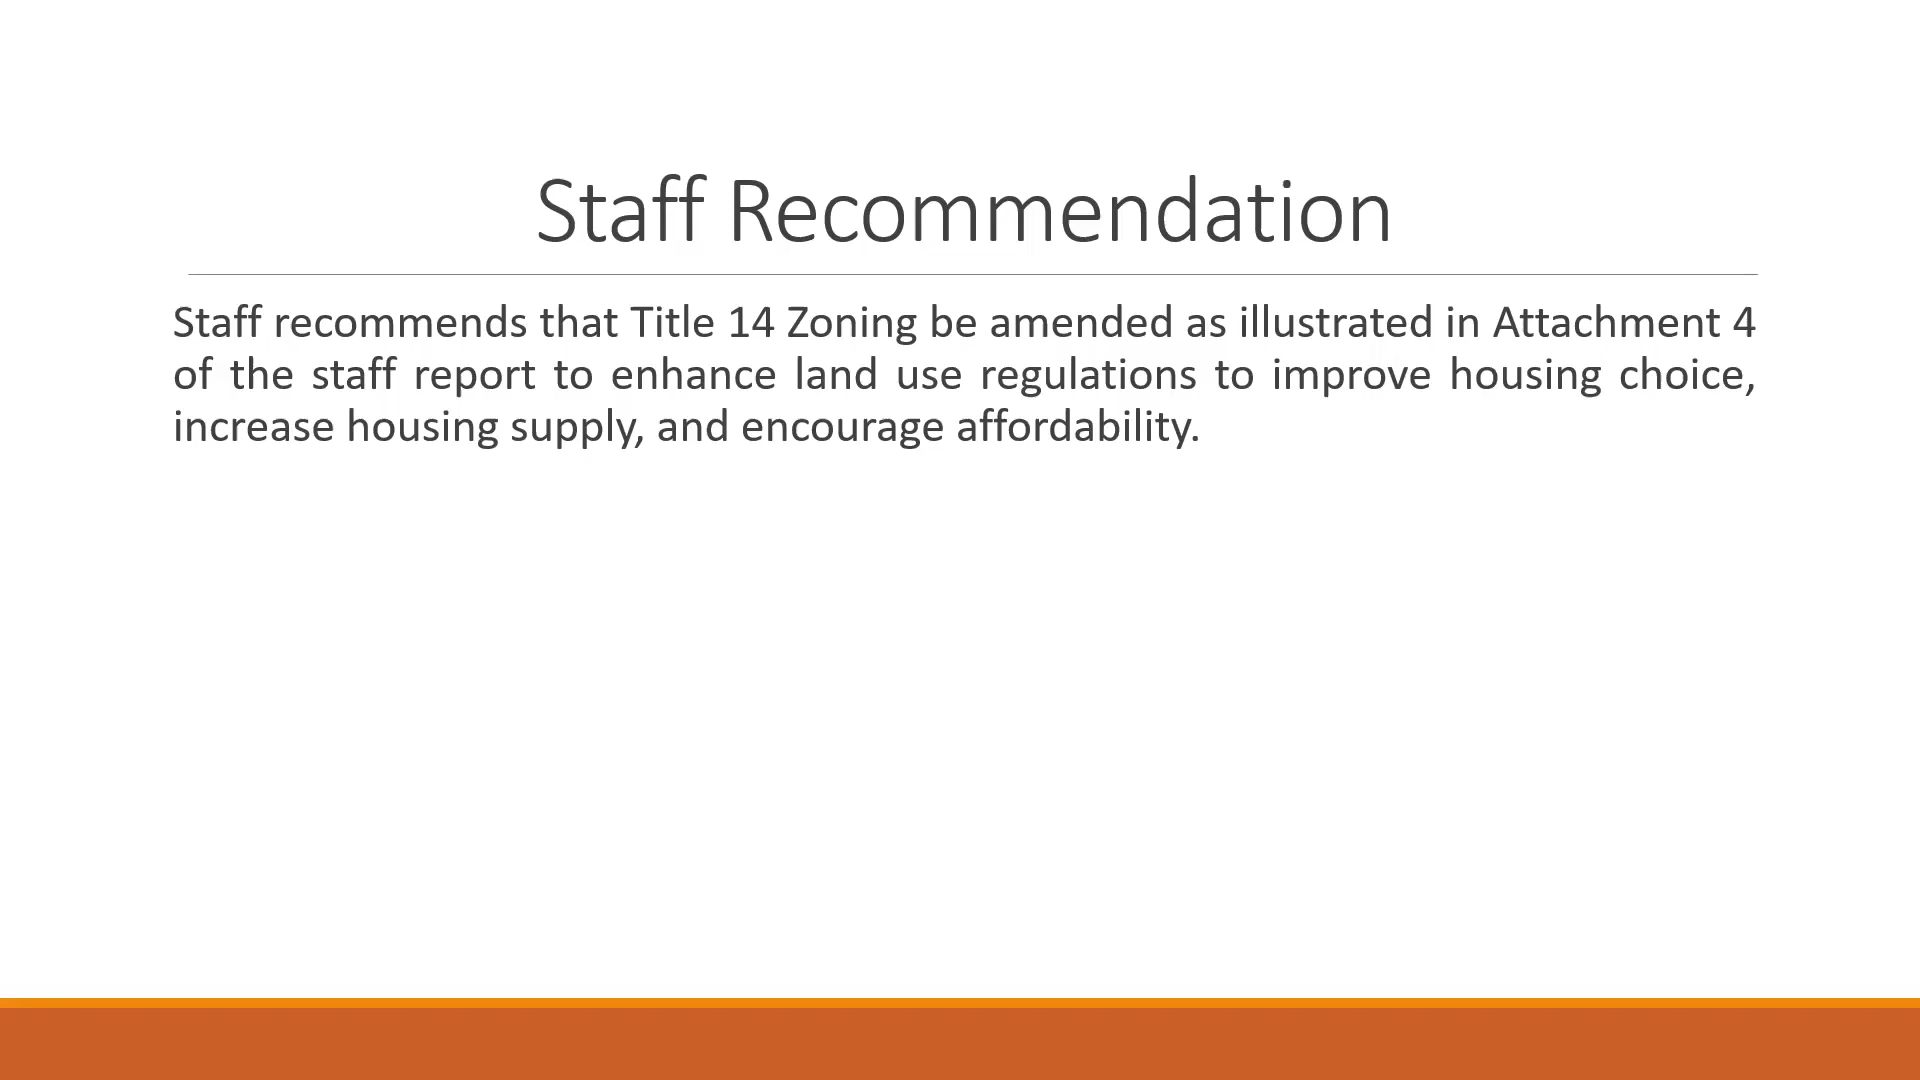 Staff Recommendation
Staff recommends that Title 14 Zoning be amended as illustrated in Attachment 4
of the staff report to enhance land use regulations to improve housing choice,
increase housing supply, and encourage affordability.